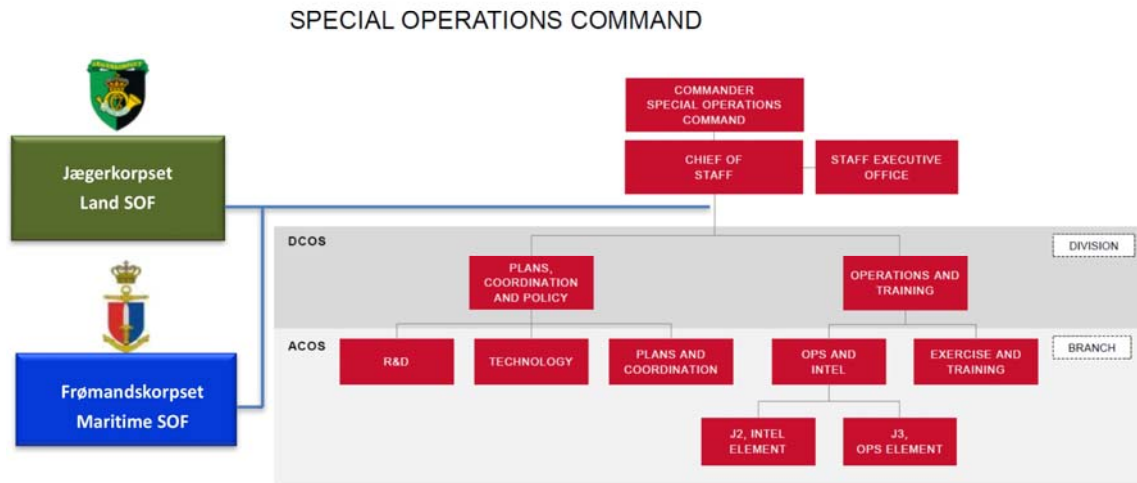 SPECIAL OPERATIONS COMMAND
Jægerkorpset
Land SOF
Frømandskorpset
Maritime SOF
COMMANDER
SPECIAL OPERATIONS
COMMAND
CHIEF OF
STAFF
STAFF EXECUTIVE
OFFICE
DCOS
DIVISION
PLANS,
COORDINATION
AND POLICY
OPERATIONS AND
TRAINING
ACOS
BRANCH
R&D
TECHNOLOGY
PLANS AND
COORDINATION
OPS AND
INTEL
EXERCISE AND
TRAINING
J2, INTEL
ELEMENT
J3,
OPS ELEMENT